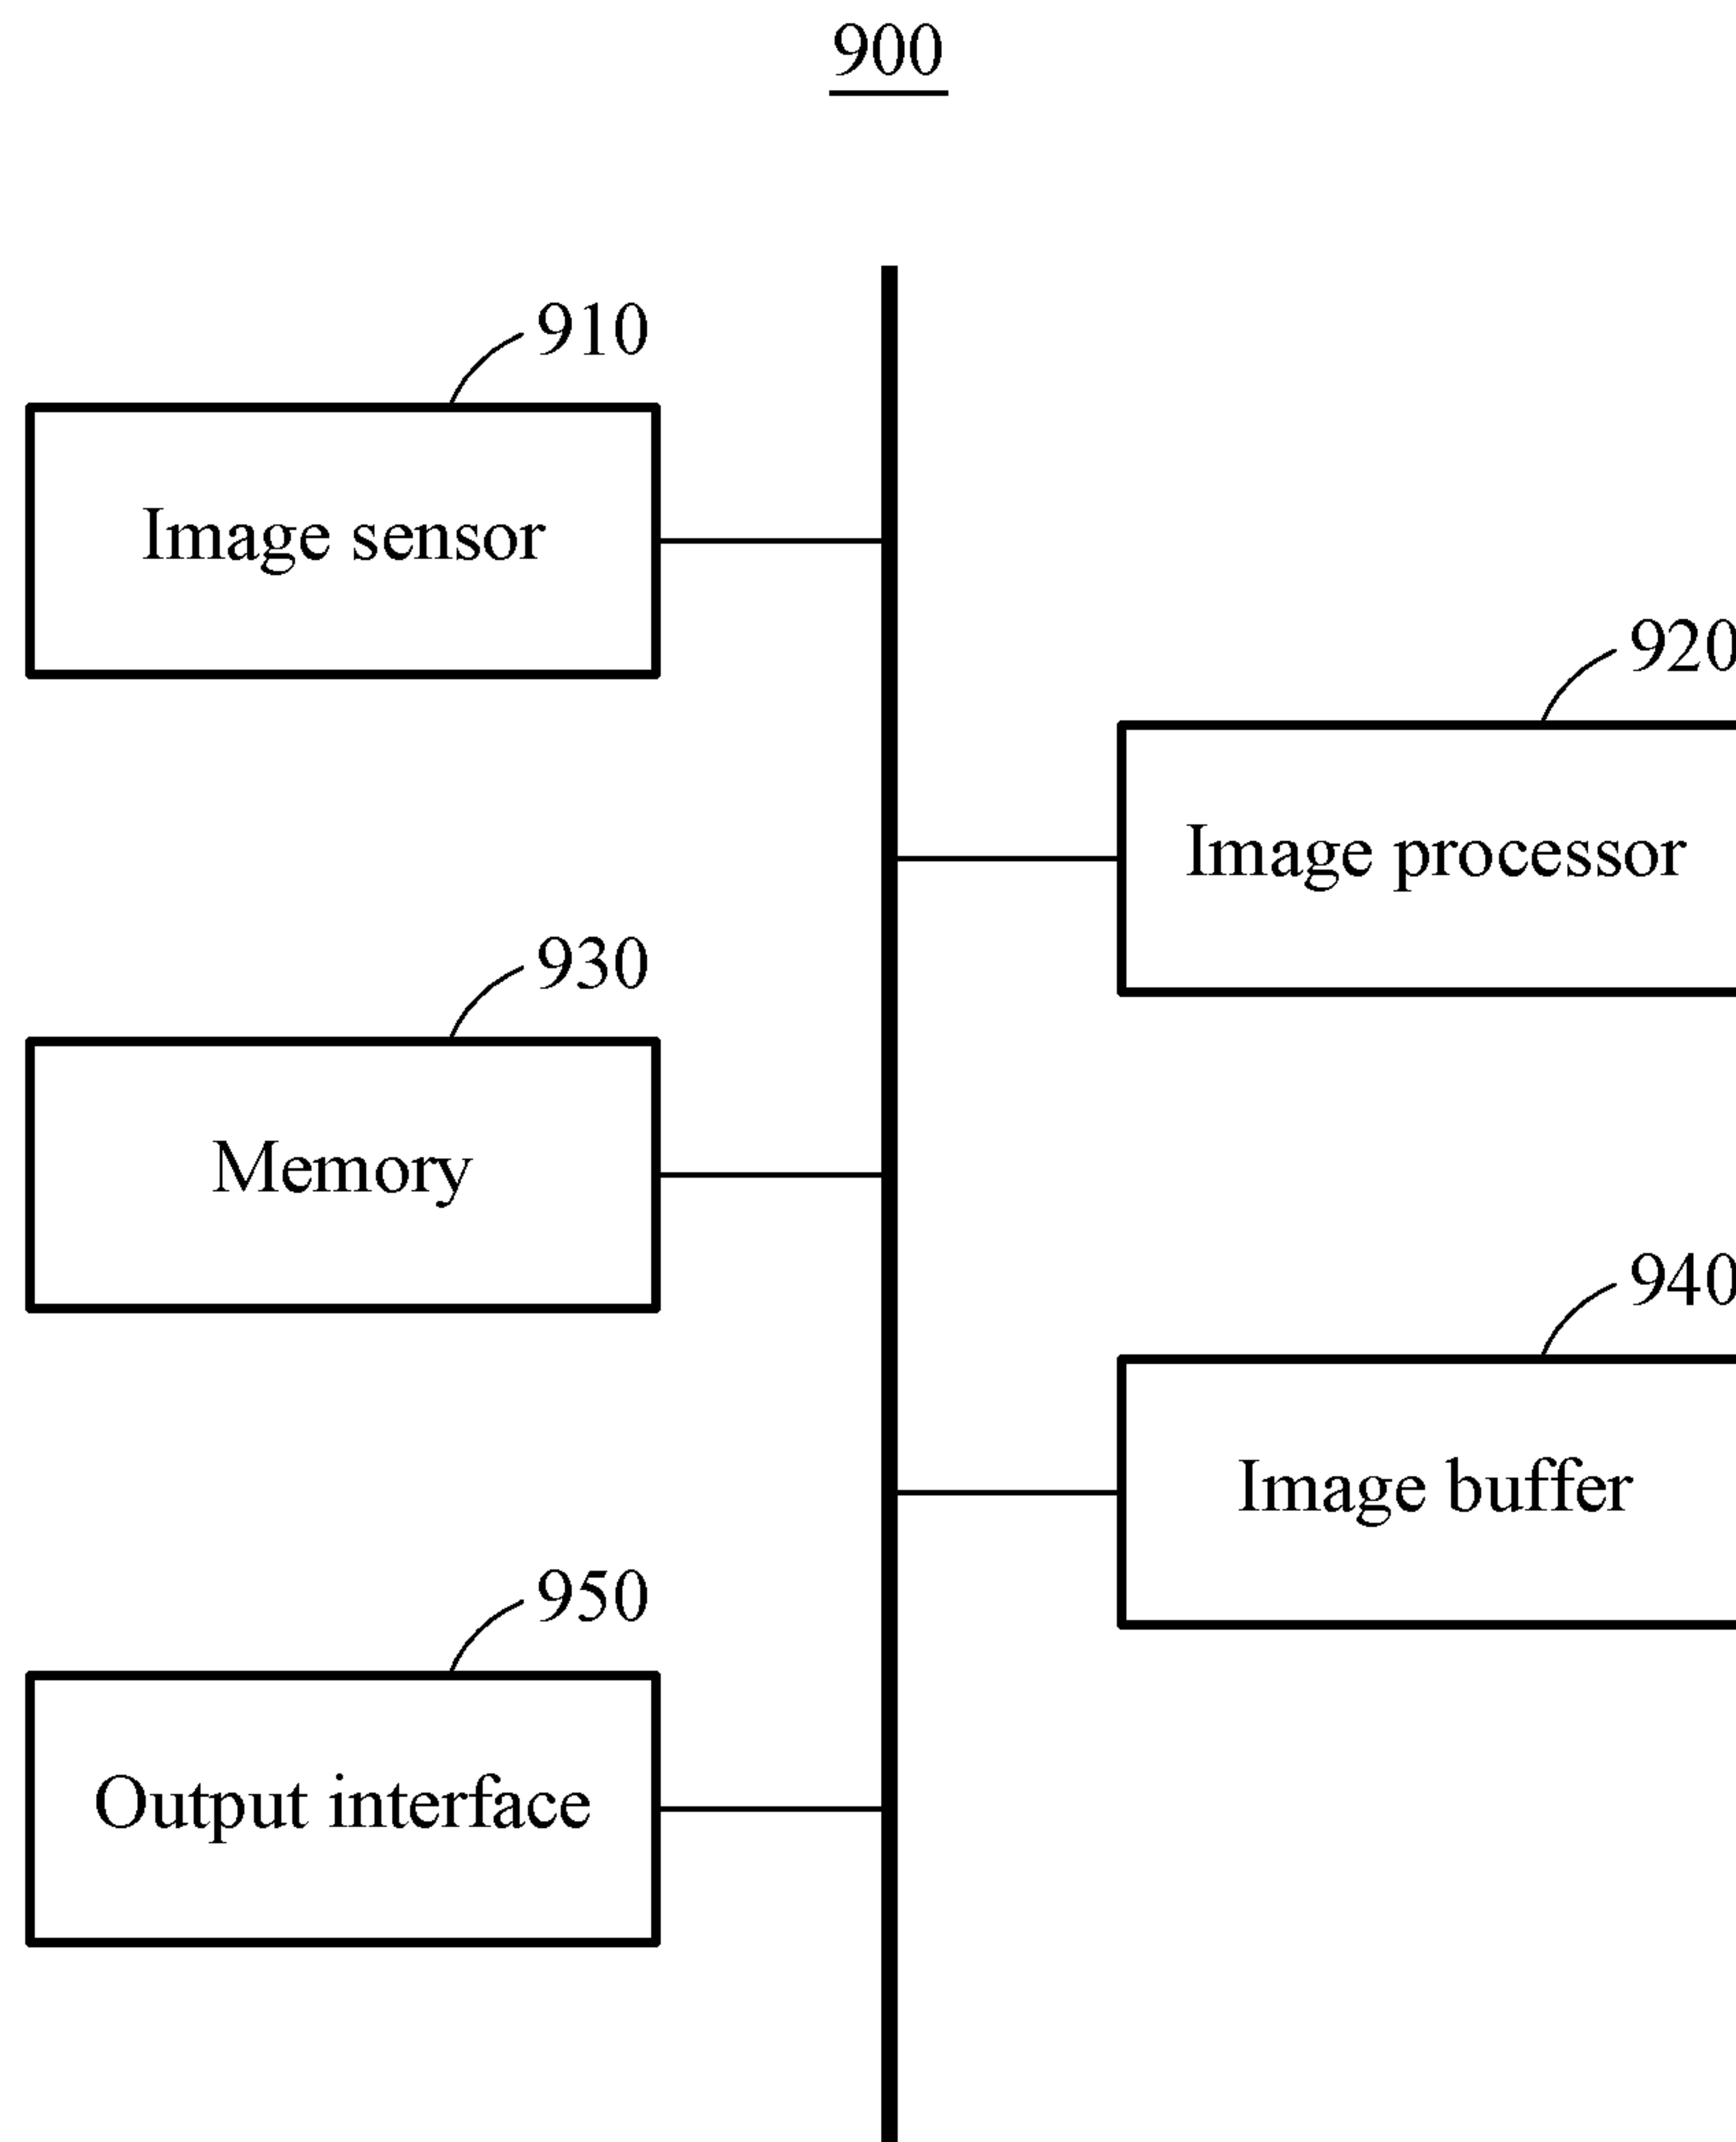 900
910
Image sensor
920
Image processor
930
Memory
940
Image buffer
950
Output interface